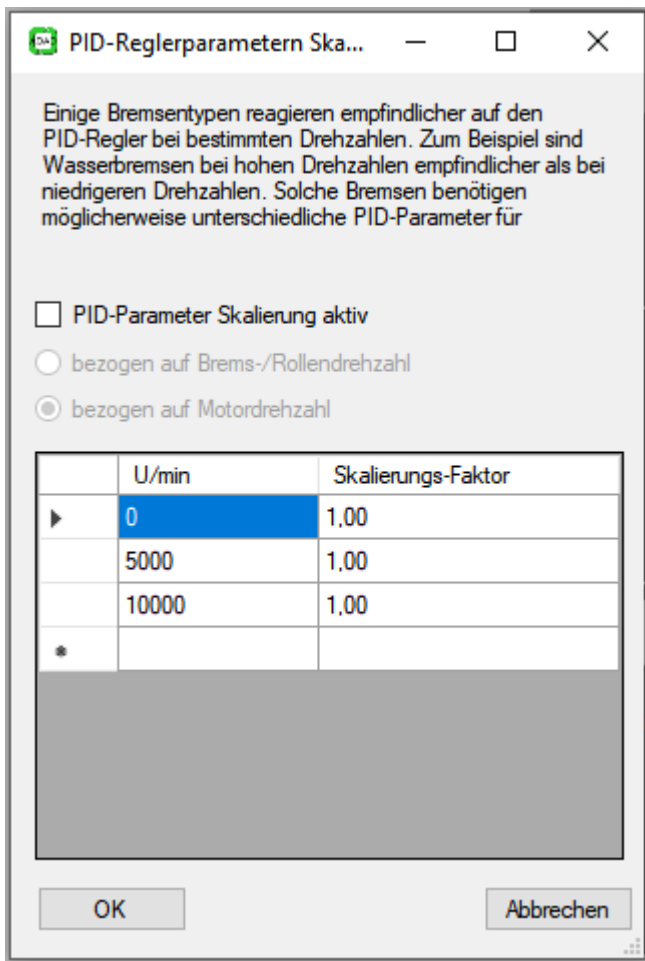 PID-Reglerparametern Ska...
Einige Bremsentypen reagieren empfindlicher auf den
PID-Regler bei bestimmten Drehzahlen. Zum Beispiel sind
Wasserbremsen bei hohen Drehzahlen empfindlicher als bei
niedrigeren Drehzahlen. Solche Bremsen benötigen
möglicherweise unterschiedliche PID-Parameter für
PID-Parameter Skalierung aktiv
bezogen auf Brems-/Rollendrehzahl
bezogen auf Motordrehzahl
U/min Skalierungs-Faktor
0 1,00
5000 1,00
10000 1,00
OK Abbrechen